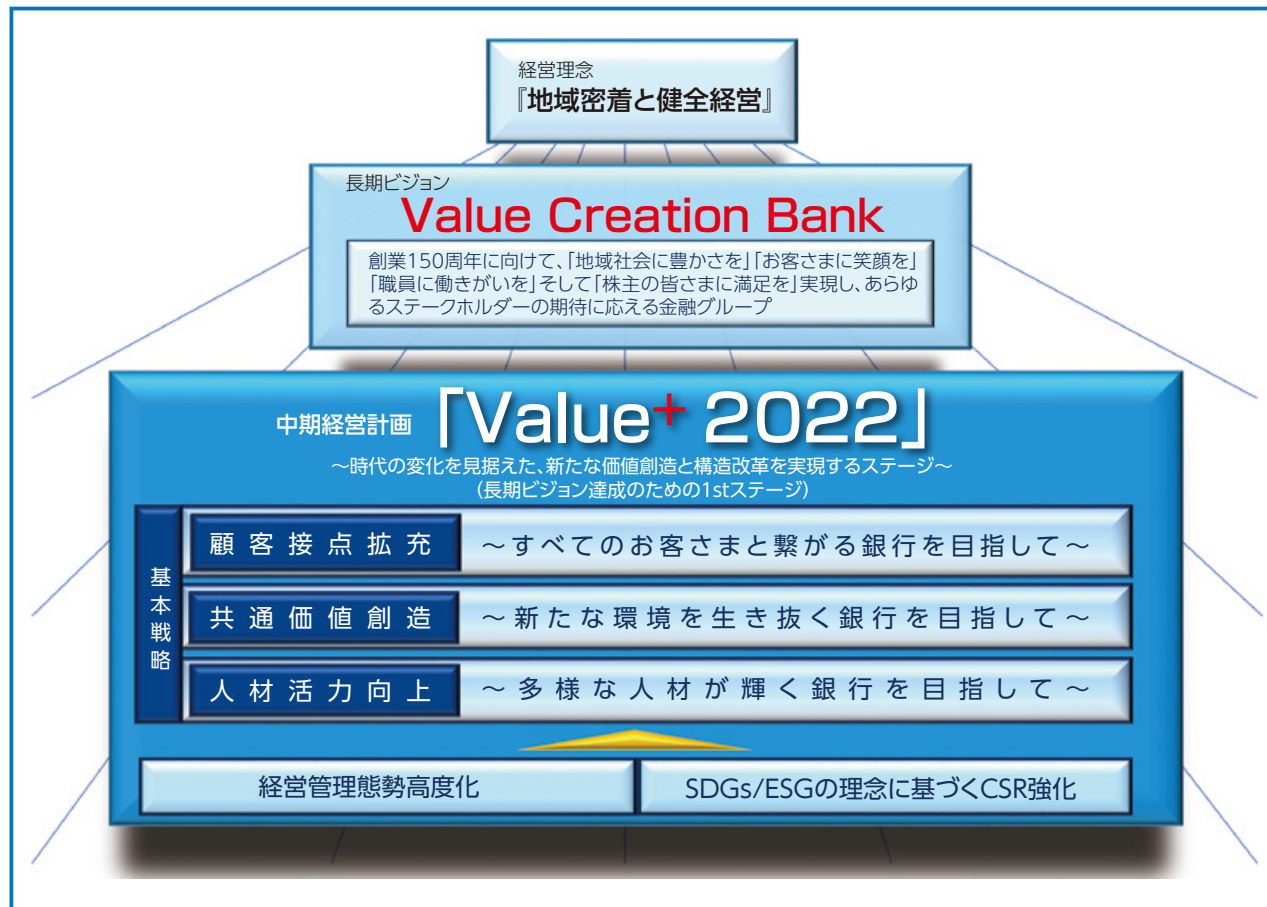 経営理念
『地域密着と健全経営』
長期ビジョン
Value Creation Bank
創業150周年に向けて、「地域社会に豊かさを」「お客さまに笑顔を」
「職員に働きがいを」そして「株主の皆さまに満足を」実現し、あらゆ
るステークホルダーの期待に応える金融グループ
中期経営計画 「Value+ 2022」
～時代の変化を見据えた、新たな価値創造と構造改革を実現するステージ～
(長期ビジョン達成のための1stステージ)
基本戦略
顧客接点拡充 ～すべてのお客さまと繋がる銀行を目指して～
共通価値創造 ～新たな環境を生き抜く銀行を目指して～
人材活力向上 ～多様な人材が輝く銀行を目指して～
経営管理態勢高度化 SDGs/ESGの理念に基づくCSR強化